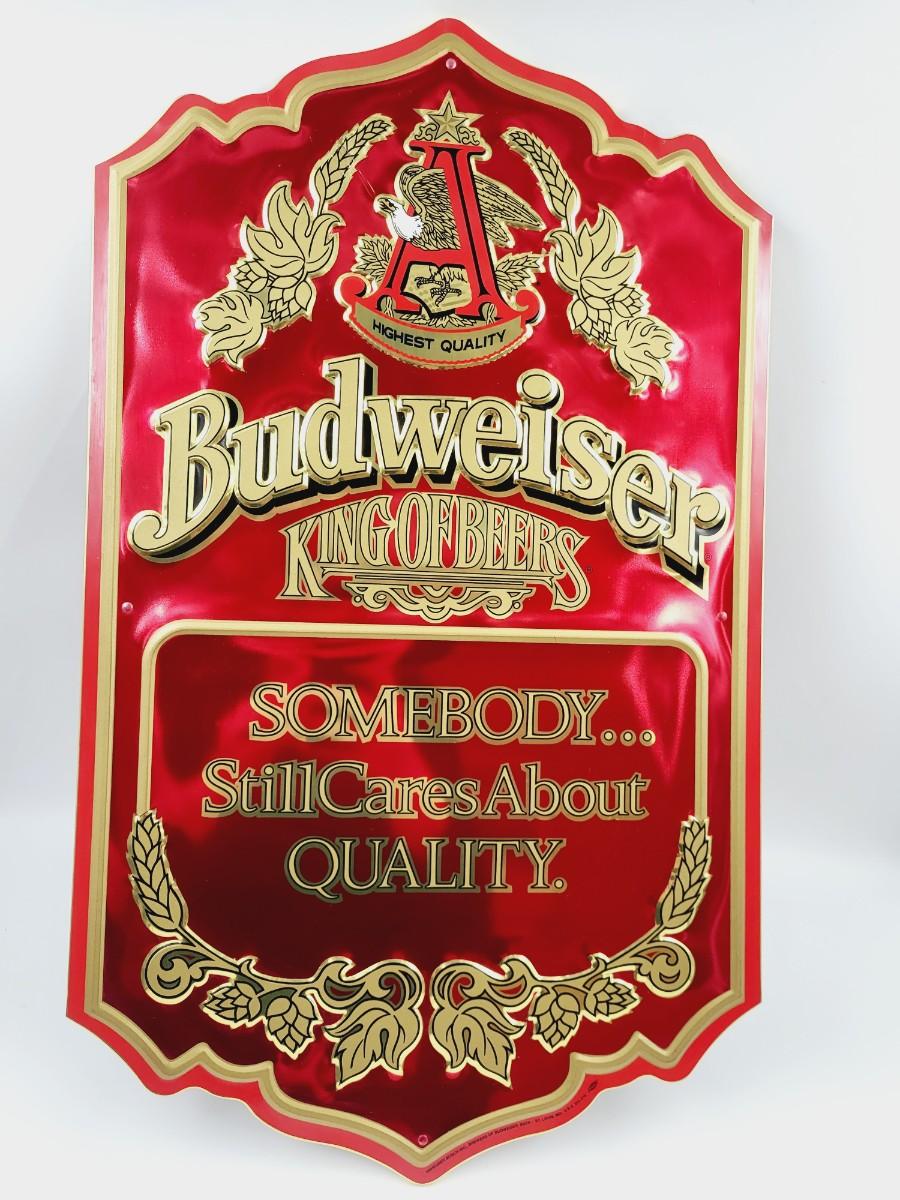 A
HIGHEST QUALITY
Budweiser
KING OF BEERS
SOMEBODY...
Still Cares About
QUALITY.